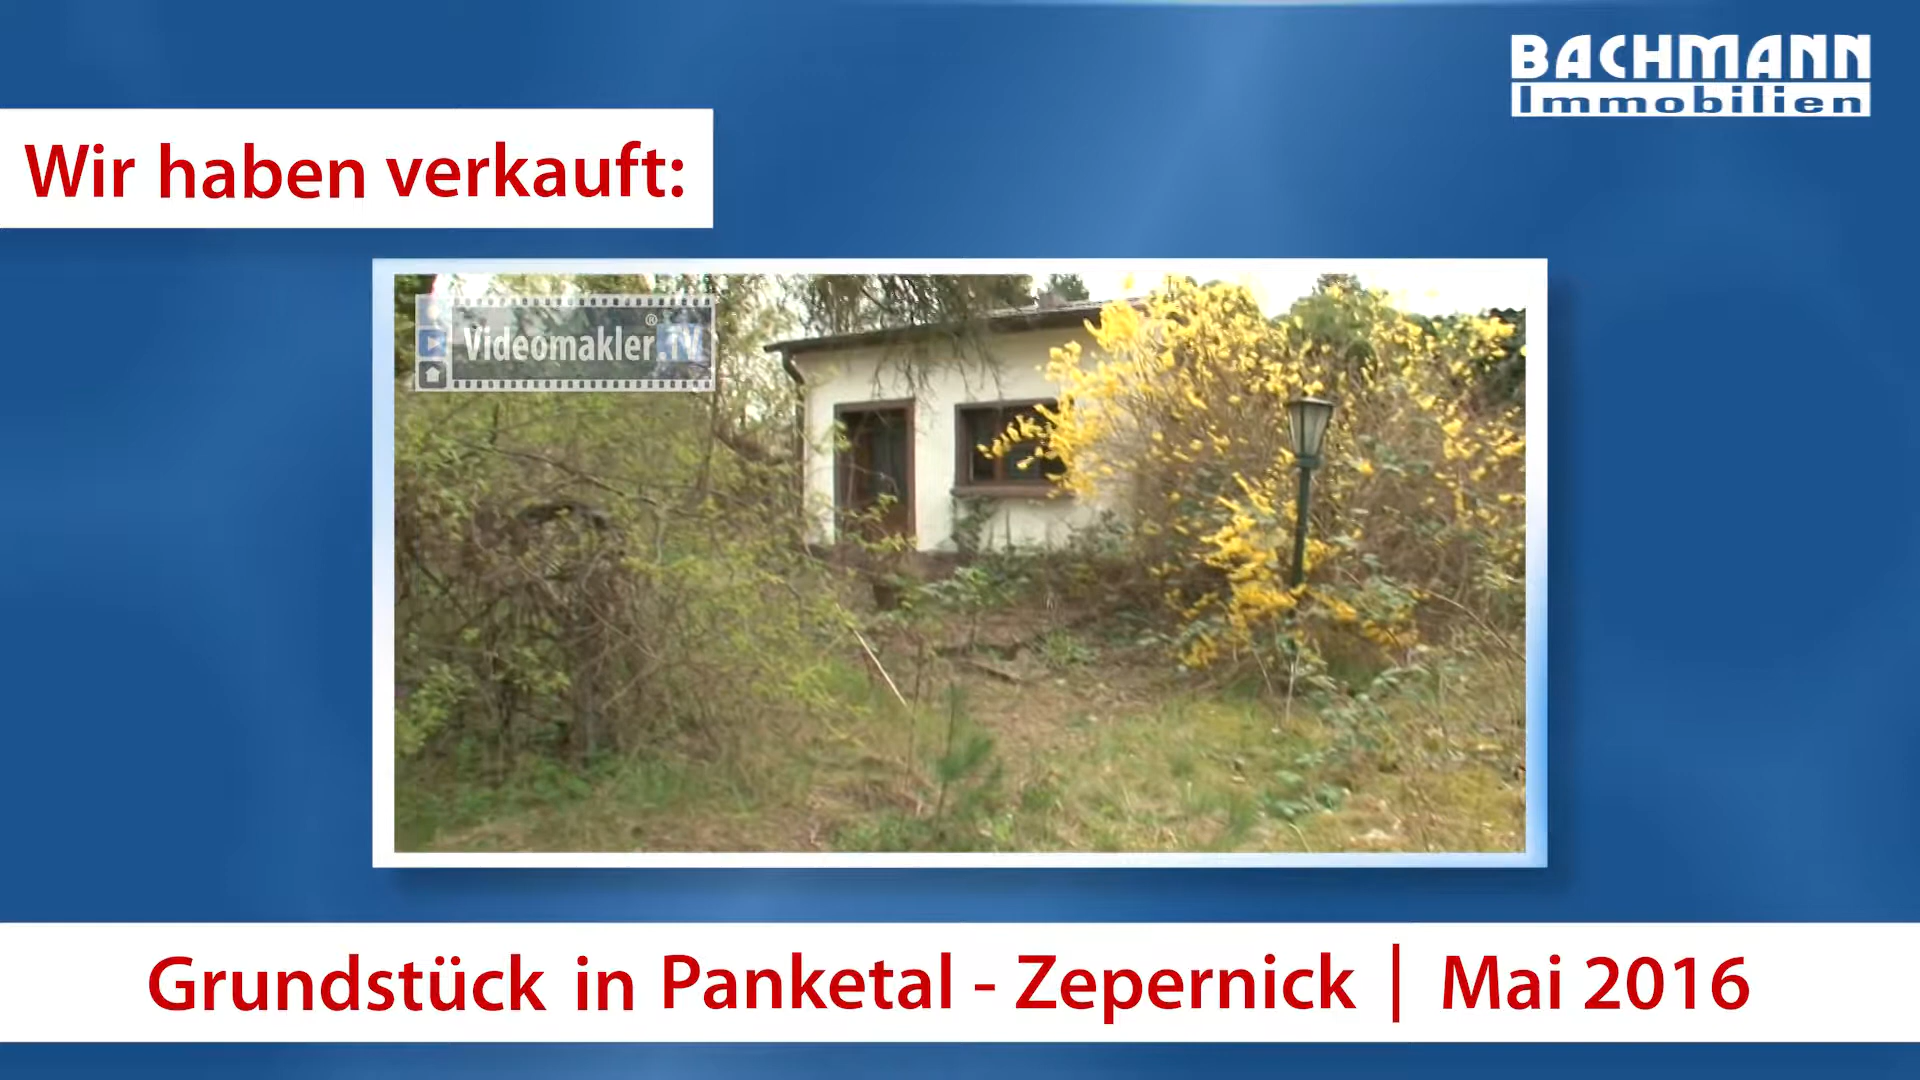 BACHMANN
Immobilien
Wir haben verkauft:
Videomakler.TV®
Grundstück in Panketal - Zepernick | Mai 2016